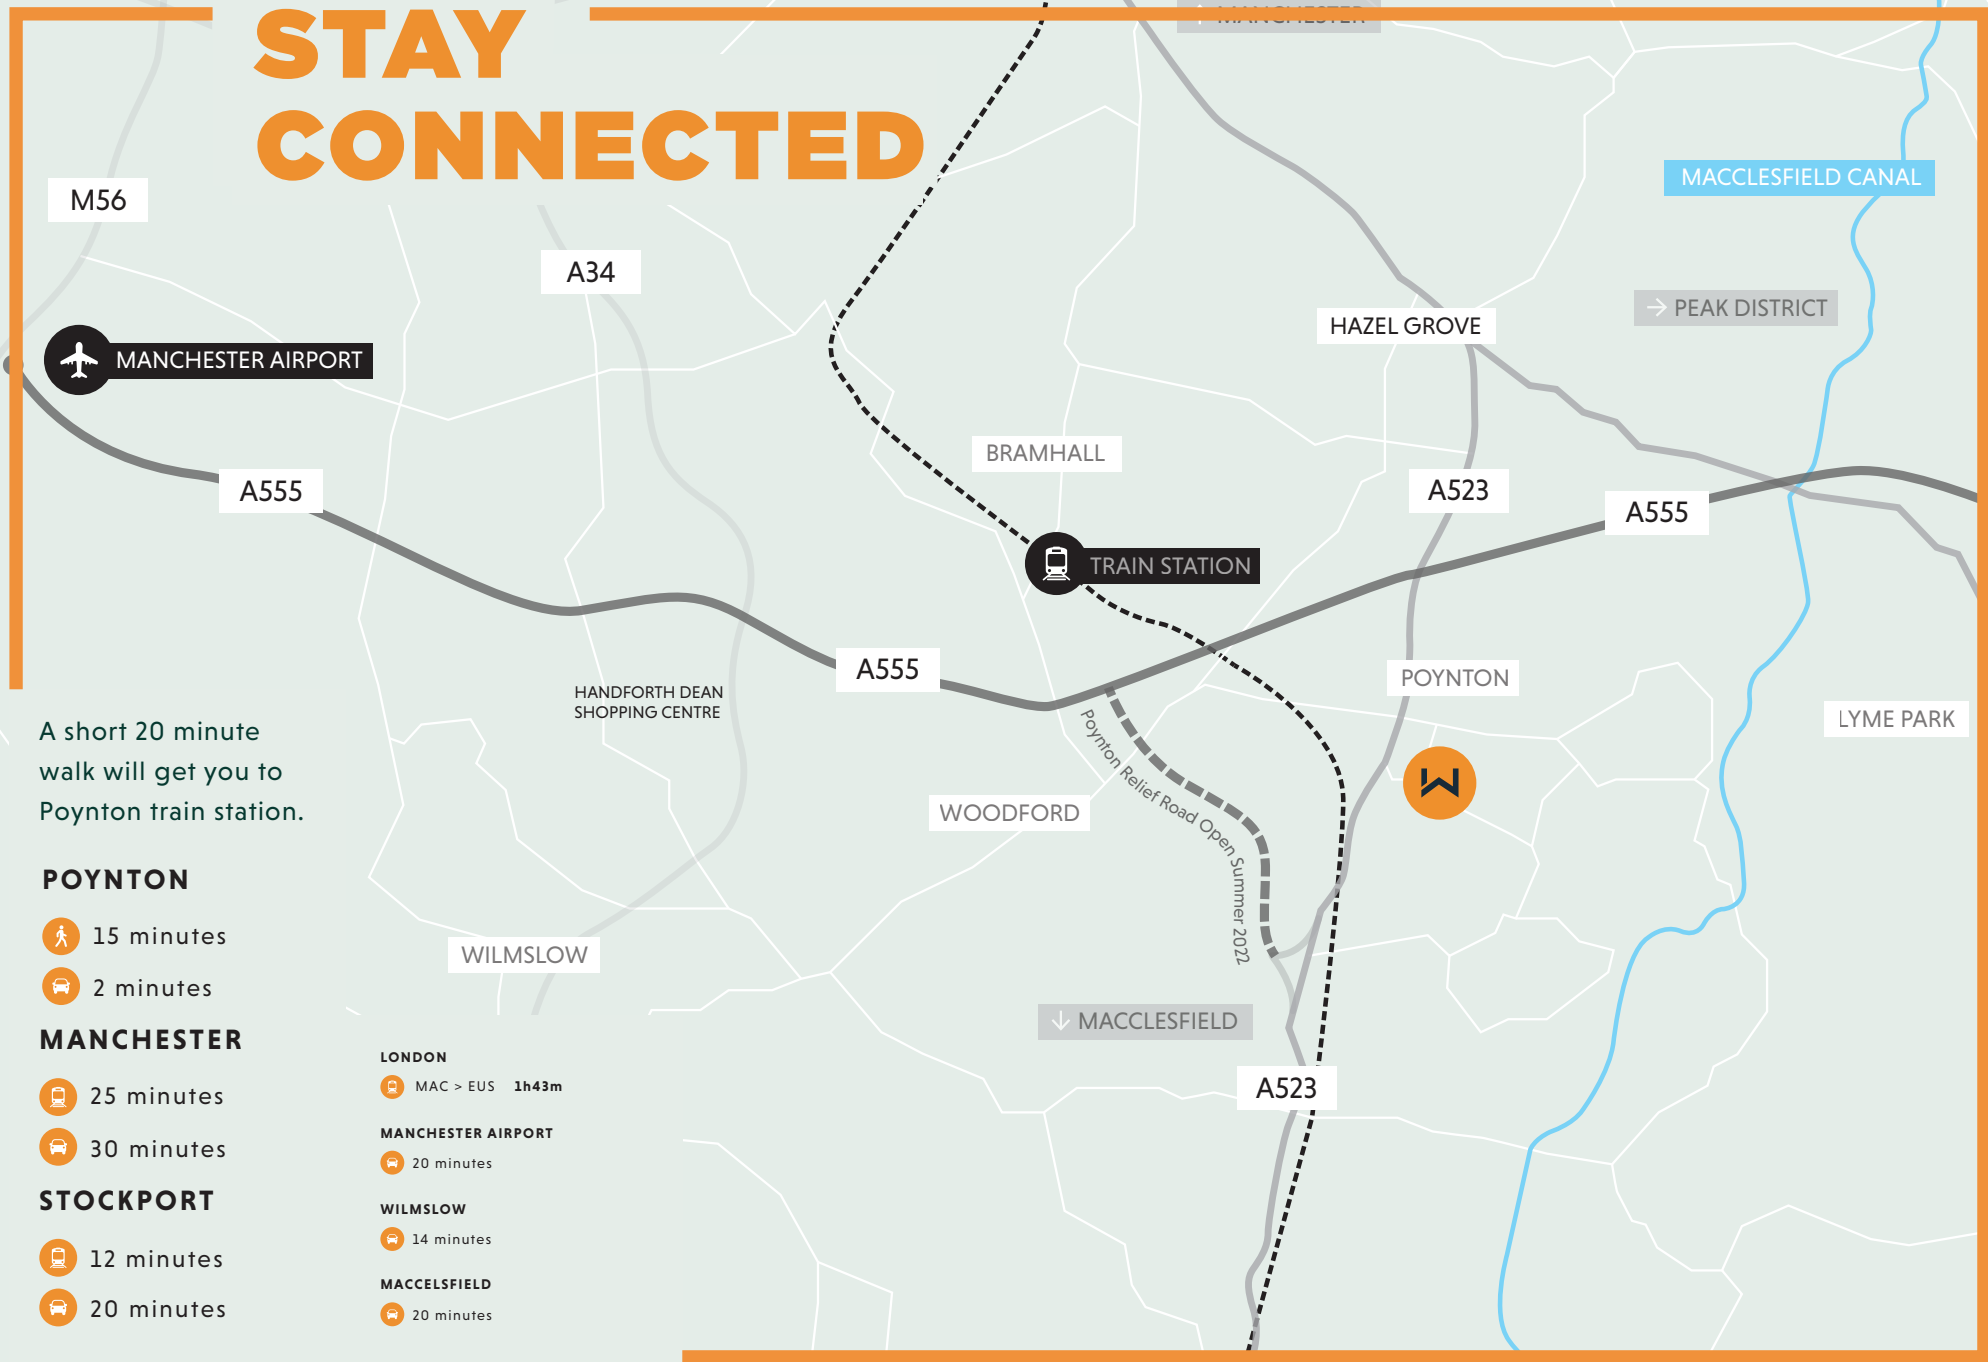 STAY
CONNECTED
↑ MANCHESTER
MACCLESFIELD CANAL
M56
A34
→ PEAK DISTRICT
HAZEL GROVE
MANCHESTER AIRPORT
BRAMHALL
A555
A523
A555
TRAIN STATION
A555
POYNTON
HANDFORTH DEAN
SHOPPING CENTRE
LYME PARK
Poynton Relief Road Open Summer 2022
WOODFORD
WILMSLOW
↓ MACCLESFIELD
A523
A short 20 minute
walk will get you to
Poynton train station.
POYNTON
15 minutes
2 minutes
MANCHESTER
25 minutes
30 minutes
STOCKPORT
12 minutes
20 minutes
LONDON
MAC > EUS 1h43m
MANCHESTER AIRPORT
20 minutes
WILMSLOW
14 minutes
MACCELSFIELD
20 minutes